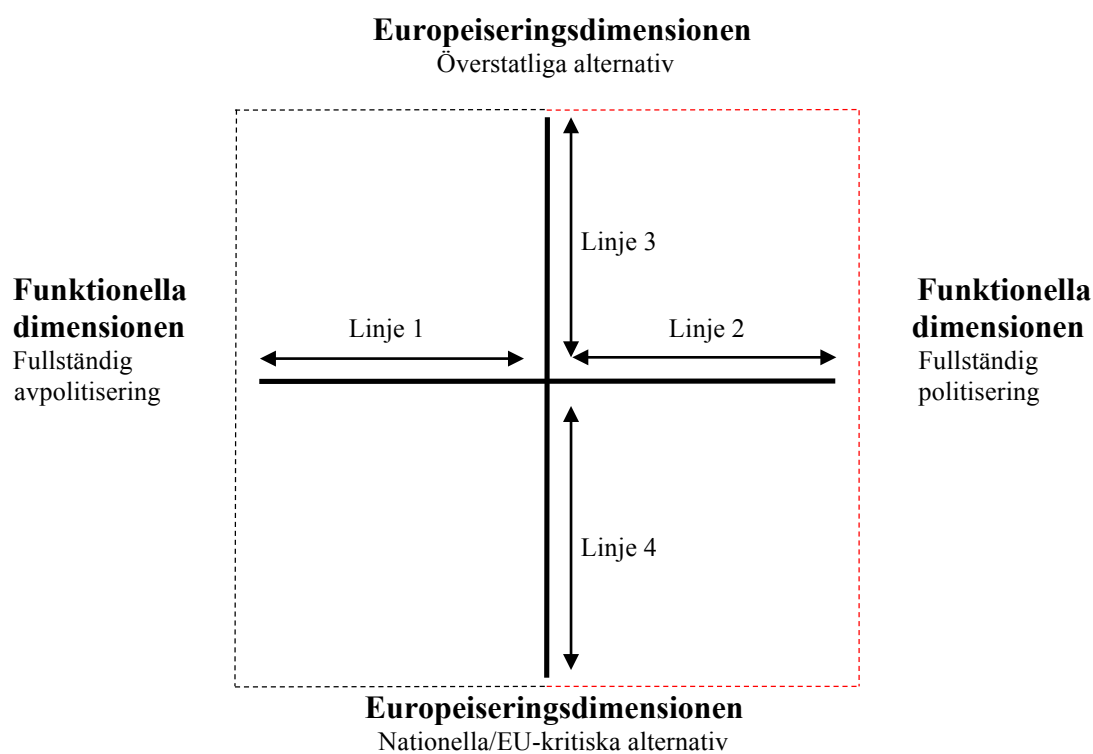 Europeiseringsdimensionen
Överstatliga alternativ
Linje 3
Funktionella
dimensionen
Fullständig
avpolitisering
Linje 1
Linje 2
Funktionella
dimensionen
Fullständig
politisering
Linje 4
Europeiseringsdimensionen
Nationella/EU-kritiska alternativ